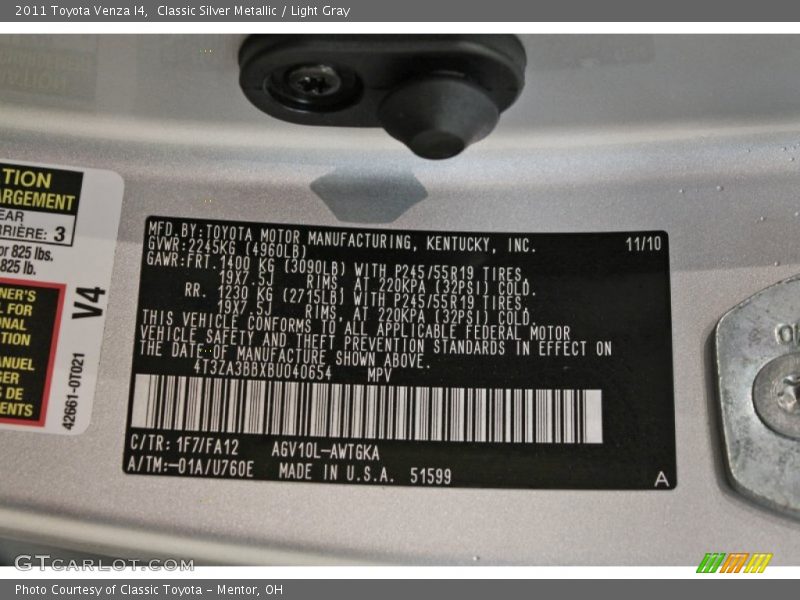 2011 Toyota Venza I4,  Classic Silver Metallic / Light Gray
TION
ARGEMENT
EAR
RRIÈRE: 3
or 825 lbs.
825 lb.
NER'S
L FOR
ONAL
TION
ANUEL
GER
S DE
ENTS
V4
42661-0T021
MFD.BY:TOYOTA MOTOR MANUFACTURING, KENTUCKY, INC. 11/10
GVWR:2245KG (4960LB)
GAWR:FRT.1400 KG (3090LB) WITH P245/55R19 TIRES,
19X7.5J RIMS, AT 220KPA (32PSI) COLD.
RR. 1230 KG (2715LB) WITH P245/55R19 TIRES,
19X7.5J RIMS, AT 220KPA (32PSI) COLD.
THIS VEHICLE CONFORMS TO ALL APPLICABLE FEDERAL MOTOR
VEHICLE SAFETY AND THEFT PREVENTION STANDARDS IN EFFECT ON
THE DATE OF MANUFACTURE SHOWN ABOVE.
4T3ZA3BBXBU040654 MPV
C/TR: 1F7/FA12 AGV10L-AWTGKA
A/TM:-01A/U760E MADE IN U.S.A. 51599
A
GTCARLOT.COM
Photo Courtesy of Classic Toyota - Mentor, OH